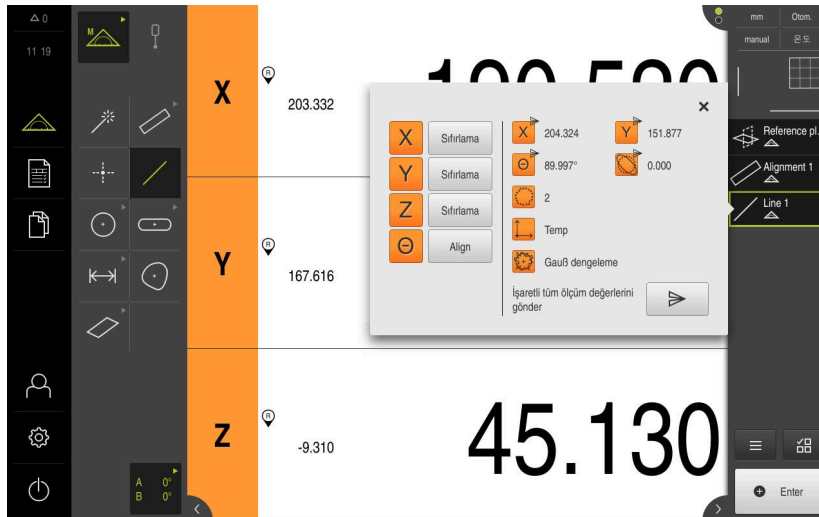 0
11 19
M
A 0°
B 0°
X
R
203.332
Y
R
167.616
Z
R
-9.310
45.130
X
Sıfırlama
Y
Sıfırlama
Z
Sıfırlama
Θ
Align
X
204.324
Y
151.877
Θ
89.997°
0.000
2
Temp
Gauß dengeleme
İşaretli tüm ölçüm değerlerini
gönder
mm
Otom.
manual
온도
Reference pl.
Alignment 1
Line 1
Enter